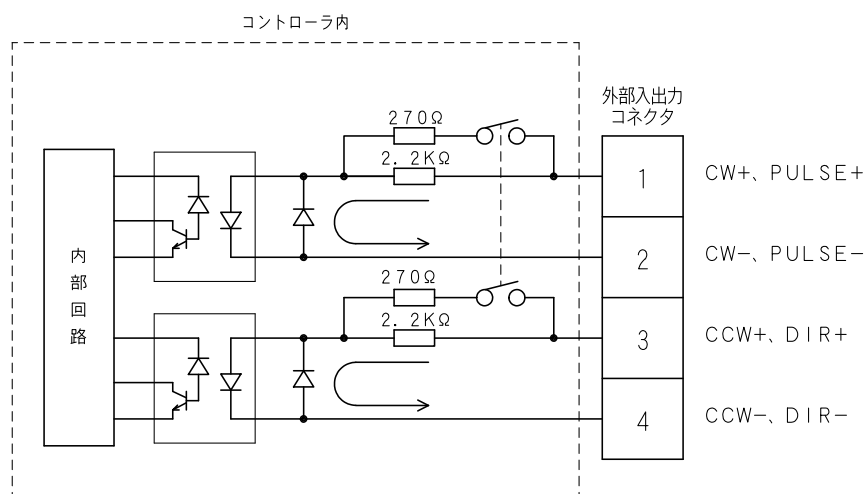 コントローラ内
外部入出力
コネクタ
270Ω
2.2KΩ
1
CW+、PULSE+
2
CW−、PULSE−
内部回路
270Ω
2.2KΩ
3
CCW+、DIR+
4
CCW−、DIR−